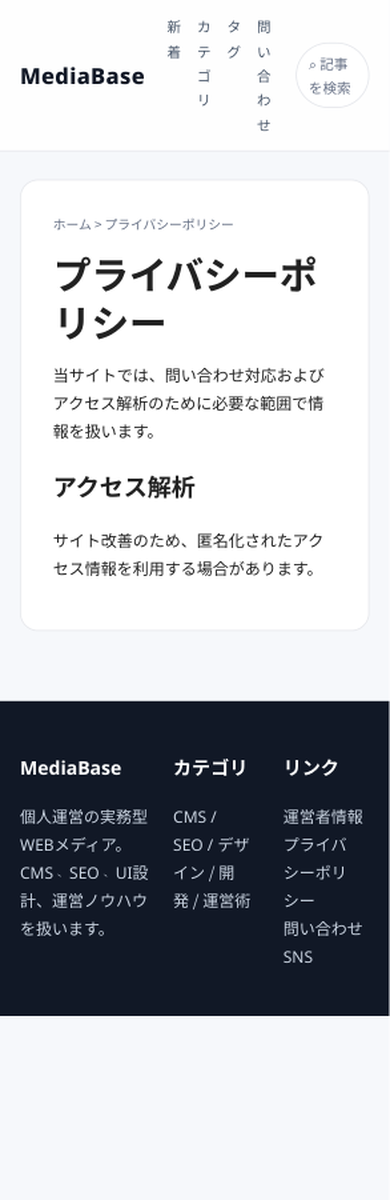 MediaBase
新着
カテゴリ
タグ
問い合わせ
⌕ 記事
を検索
ホーム > プライバシーポリシー
プライバシーポ
リシー
当サイトでは、問い合わせ対応および
アクセス解析のために必要な範囲で情
報を扱います。
アクセス解析
サイト改善のため、匿名化されたアク
セス情報を利用する場合があります。
MediaBase
個人運営の実務型
WEBメディア。
CMS、SEO、UI設
計、運営ノウハウ
を扱います。
カテゴリ
CMS /
SEO / デザ
イン / 開
発 / 運営術
リンク
運営者情報
プライバ
シーポリ
シー
問い合わせ
SNS